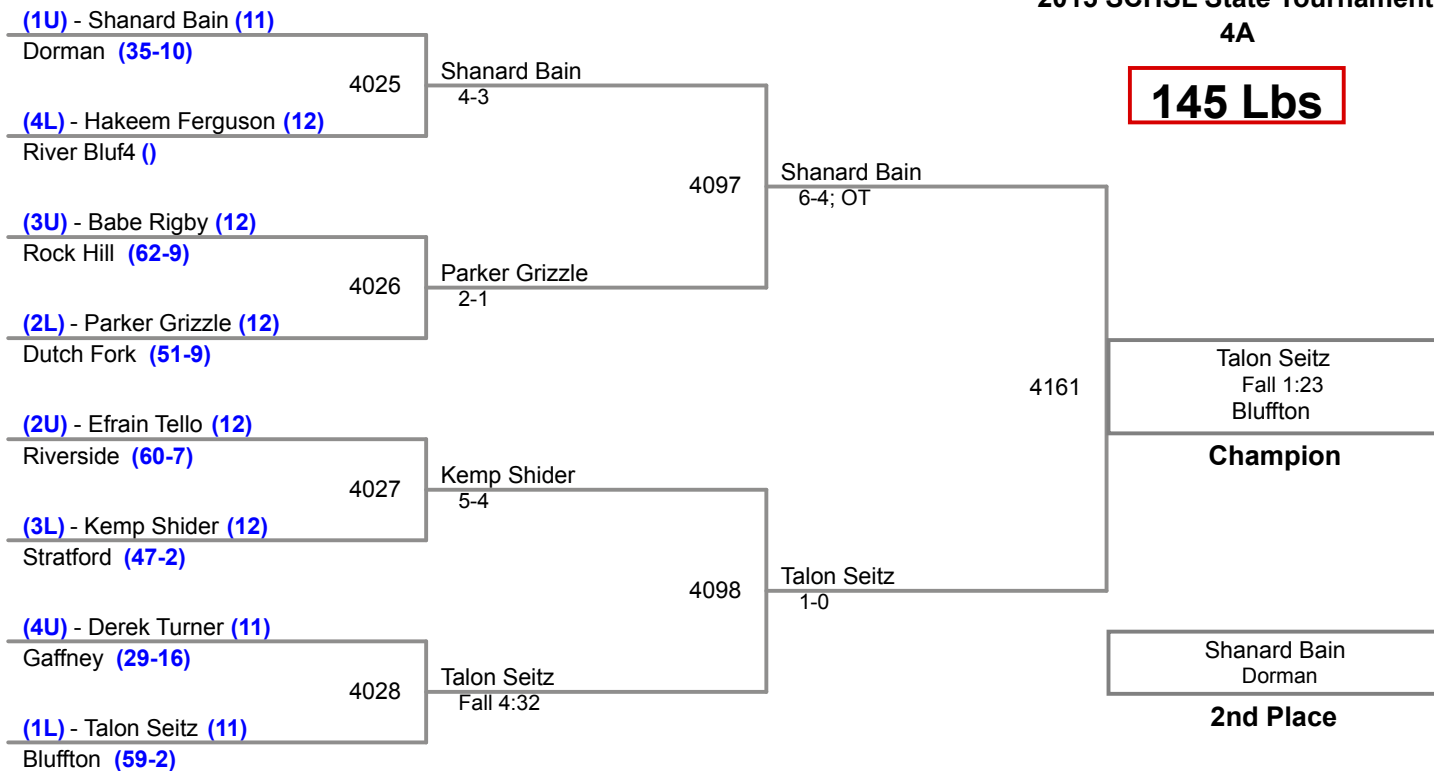 2015 SCHSL State Tournament
4A
145 Lbs
(1U) - Shanard Bain (11)
Dorman (35-10)
4025
(4L) - Hakeem Ferguson (12)
River Bluf4 ()
(3U) - Babe Rigby (12)
Rock Hill (62-9)
4026
(2L) - Parker Grizzle (12)
Dutch Fork (51-9)
(2U) - Efrain Tello (12)
Riverside (60-7)
4027
(3L) - Kemp Shider (12)
Stratford (47-2)
(4U) - Derek Turner (11)
Gaffney (29-16)
4028
(1L) - Talon Seitz (11)
Bluffton (59-2)
Shanard Bain
4-3
4097
Parker Grizzle
2-1
Kemp Shider
5-4
4098
Talon Seitz
Fall 4:32
Shanard Bain
6-4; OT
4161
Talon Seitz
1-0
Talon Seitz
Fall 1:23
Bluffton
Champion
Shanard Bain
Dorman
2nd Place